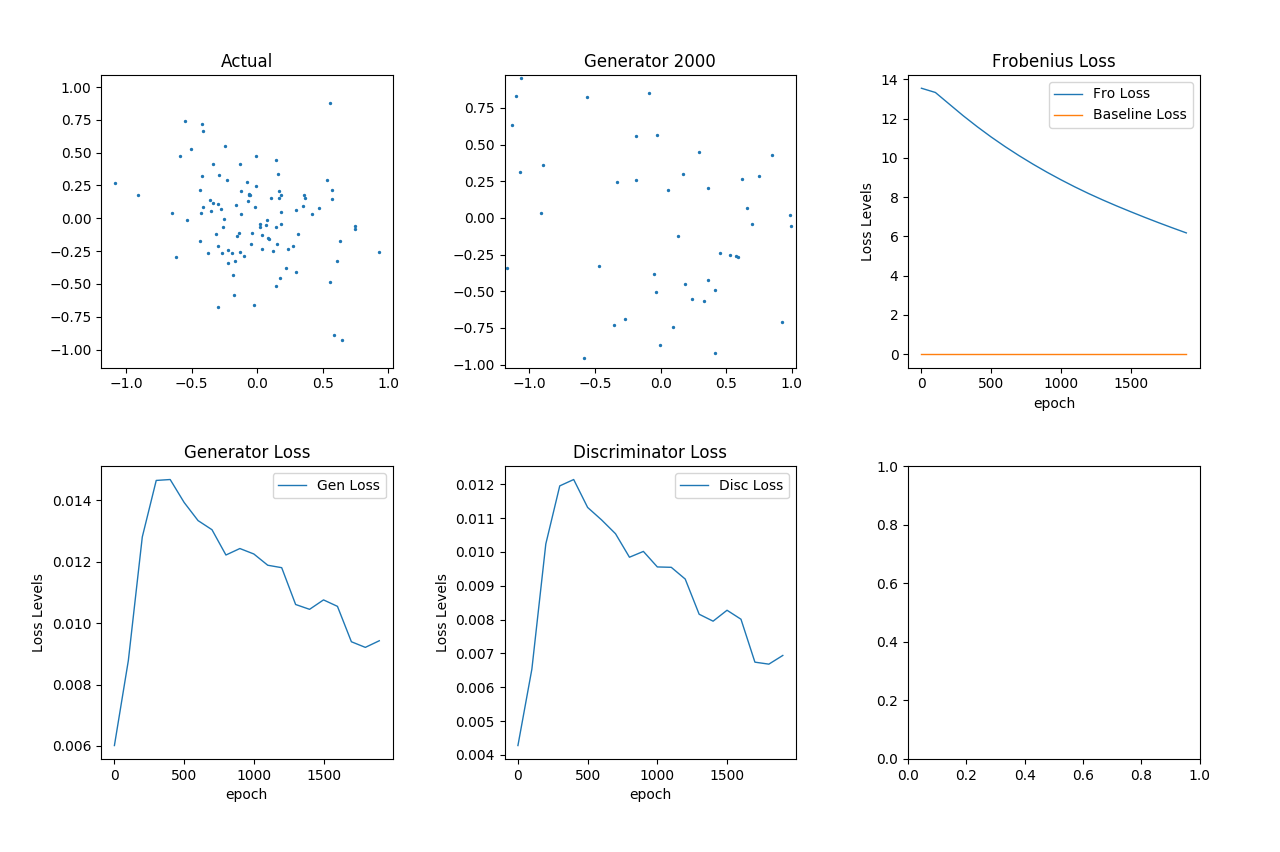 Actual
1.00
0.75
0.50
0.25
0.00
−0.25
−0.50
−0.75
−1.00
−1.0 −0.5 0.0 0.5 1.0
Generator 2000
0.75
0.50
0.25
0.00
−0.25
−0.50
−0.75
−1.00
−1.0 −0.5 0.0 0.5 1.0
Frobenius Loss
Fro Loss
Baseline Loss
Loss Levels
14
12
10
8
6
4
2
0
0 500 1000 1500
epoch
Generator Loss
Gen Loss
Loss Levels
0.014
0.012
0.010
0.008
0.006
0 500 1000 1500
epoch
Discriminator Loss
Disc Loss
Loss Levels
0.012
0.011
0.010
0.009
0.008
0.007
0.006
0.005
0.004
0 500 1000 1500
epoch
1.0
0.8
0.6
0.4
0.2
0.0
0.0 0.2 0.4 0.6 0.8 1.0